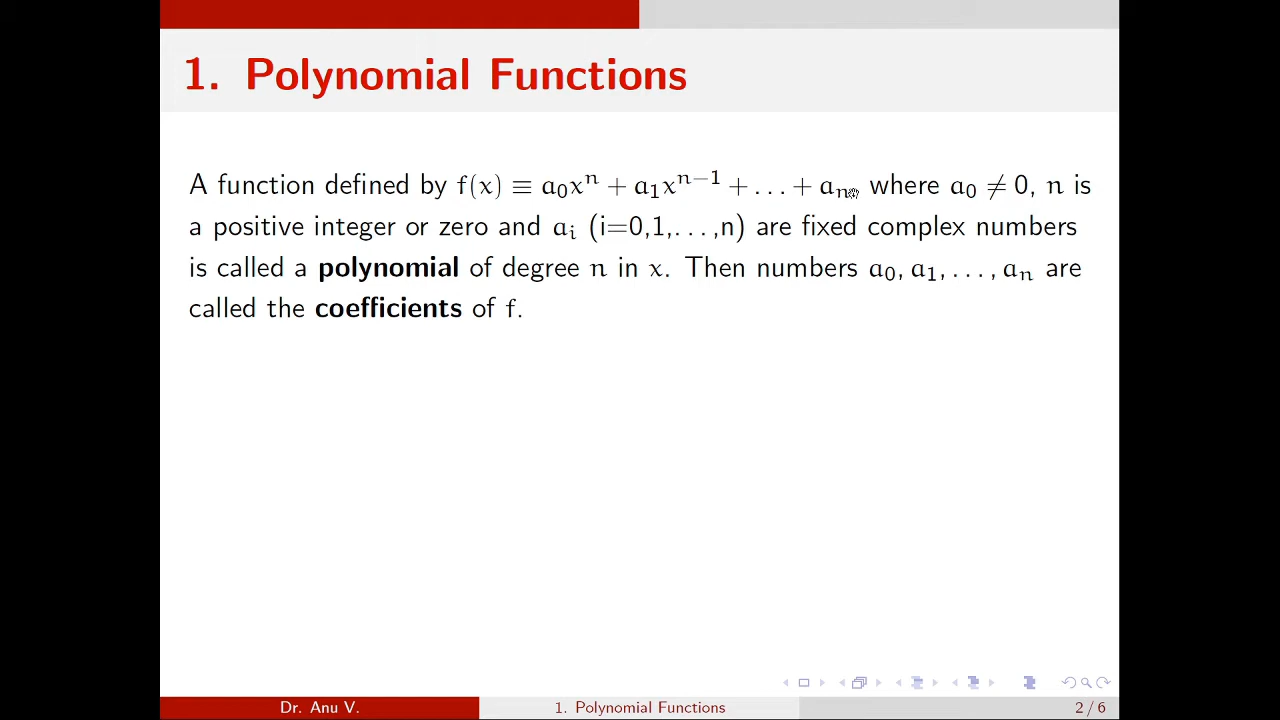 1. Polynomial Functions
A function defined by f(x) ≡ a₀xⁿ + a₁xⁿ⁻¹ + . . . + aₙ where a₀ ≠ 0, n is
a positive integer or zero and aᵢ (i=0,1,. . . ,n) are fixed complex numbers
is called a polynomial of degree n in x. Then numbers a₀, a₁, . . . , aₙ are
called the coefficients of f.
Dr. Anu V. 1. Polynomial Functions 2 / 6